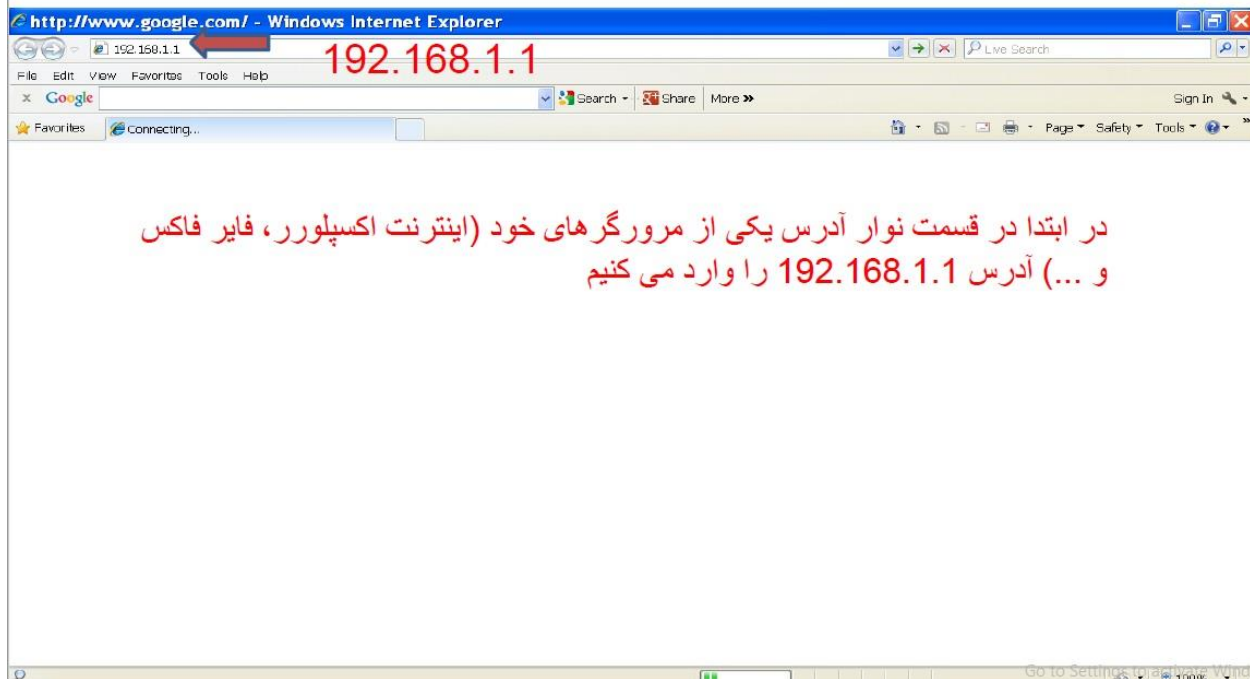 http://www.google.com/ - Windows Internet Explorer
192.168.1.1
192.168.1.1
Live Search
File Edit View Favorites Tools Help
x Google
Search
Share
More »
Sign In
Favorites
Connecting...
Page
Safety
Tools
در ابتدا در قسمت نوار آدرس یکی از مرورگرهای خود (اینترنت اکسپلورر، فایر فاکس
و ...) آدرس 192.168.1.1 را وارد می کنیم
Go to Settings to activate Wind
100%